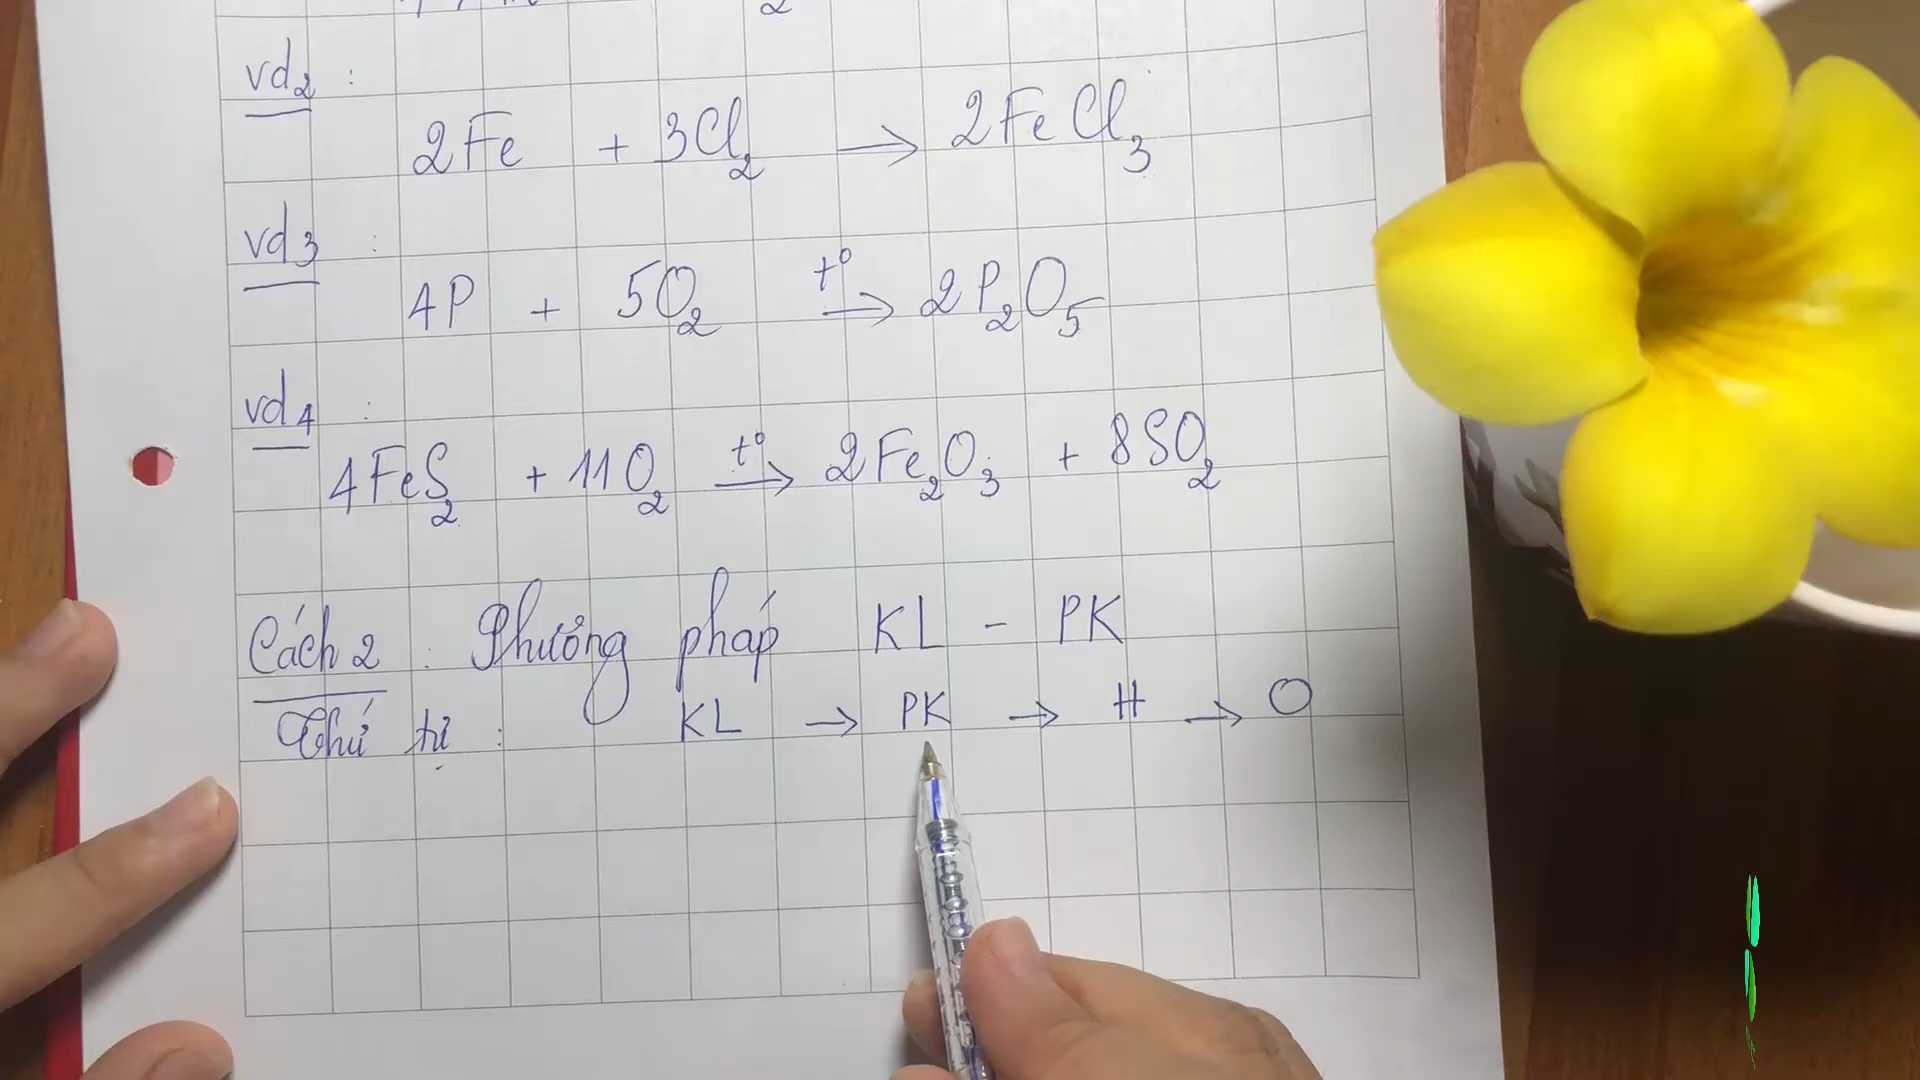 vd2 :
2Fe + 3Cl₂ → 2FeCl₃
vd3 :
4P + 5O₂ t° → 2P₂O₅
vd4 :
4FeS₂ + 11O₂ t° → 2Fe₂O₃ + 8SO₂
Cách 2 : Phương pháp KL - PK
Thứ tự : KL → PK → H → O